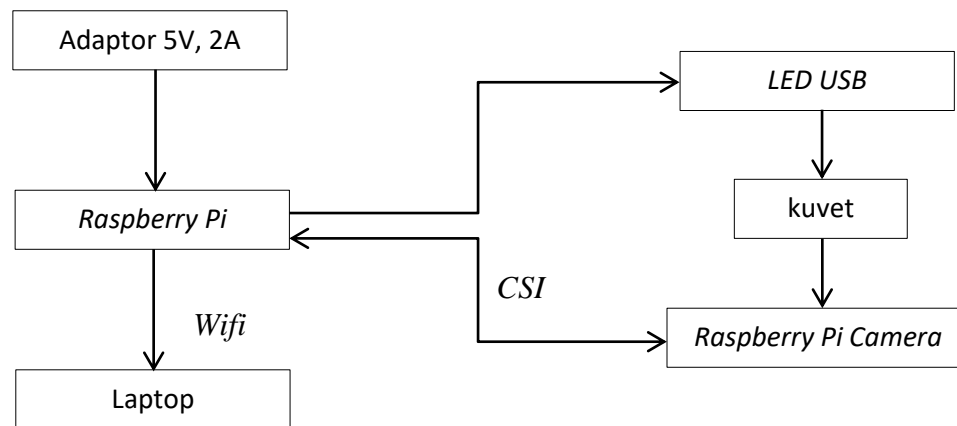 Adaptor 5V, 2A
LED USB
Raspberry Pi
kuvet
CSI
Wifi
Raspberry Pi Camera
Laptop